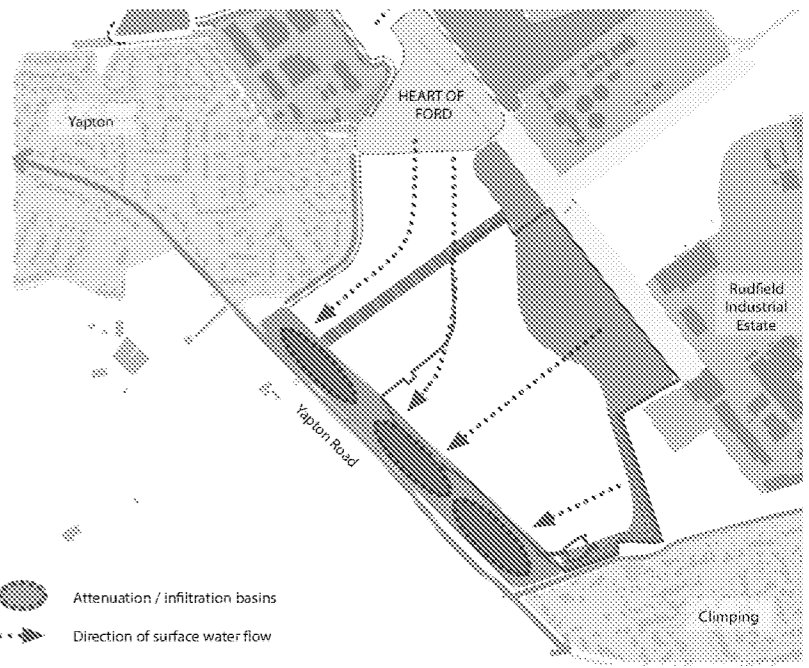 HEART OF
FORD
Yapton
Rudfield
Industrial
Estate
Yapton Road
Attenuation / infiltration basins
Direction of surface water flow
Climping